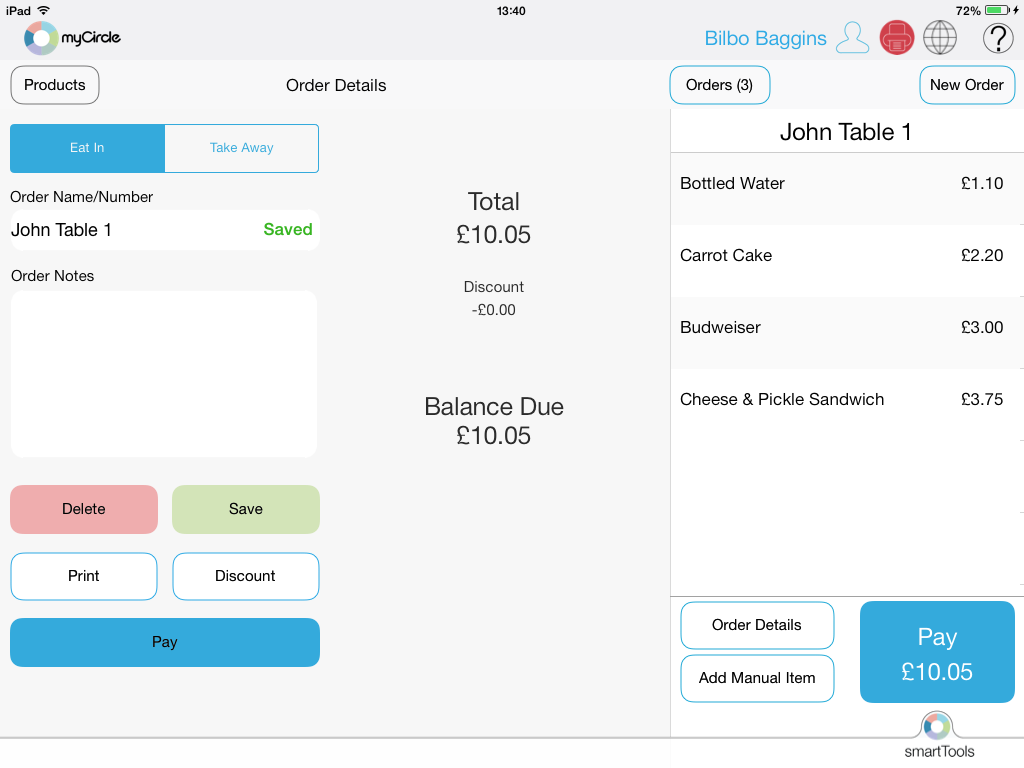 iPad 13:40 72%
myCircle Bilbo Baggins ?
Products Order Details Orders (3) New Order
Eat In Take Away
Order Name/Number
John Table 1 Saved
Order Notes
Delete Save
Print Discount
Pay
Total
£10.05
Discount
-£0.00
Balance Due
£10.05
John Table 1
Bottled Water £1.10
Carrot Cake £2.20
Budweiser £3.00
Cheese & Pickle Sandwich £3.75
Order Details
Add Manual Item
Pay
£10.05
smartTools